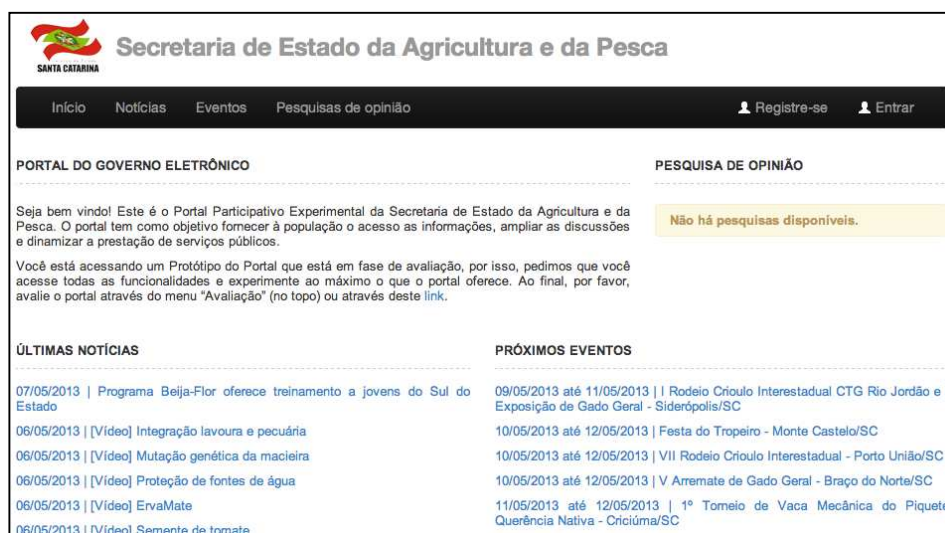 SANTA CATARINA
Secretaria de Estado da Agricultura e da Pesca
Início Notícias Eventos Pesquisas de opinião Registre-se Entrar
PORTAL DO GOVERNO ELETRÔNICO
Seja bem vindo! Este é o Portal Participativo Experimental da Secretaria de Estado da Agricultura e da
Pesca. O portal tem como objetivo fornecer à população o acesso as informações, ampliar as discussões
e dinamizar a prestação de serviços públicos.
Você está acessando um Protótipo do Portal que está em fase de avaliação, por isso, pedimos que você
acesse todas as funcionalidades e experimente ao máximo o que o portal oferece. Ao final, por favor,
avalie o portal através do menu “Avaliação” (no topo) ou através deste link.
PESQUISA DE OPINIÃO
Não há pesquisas disponíveis.
ÚLTIMAS NOTÍCIAS
07/05/2013 | Programa Beija-Flor oferece treinamento a jovens do Sul do
Estado
06/05/2013 | [Vídeo] Integração lavoura e pecuária
06/05/2013 | [Vídeo] Mutação genética da macieira
06/05/2013 | [Vídeo] Proteção de fontes de água
06/05/2013 | [Vídeo] ErvaMate
06/05/2013 | [Vídeo] Semente de tomate
PRÓXIMOS EVENTOS
09/05/2013 até 11/05/2013 | I Rodeio Crioulo Interestadual CTG Rio Jordão e
Exposição de Gado Geral - Siderópolis/SC
10/05/2013 até 12/05/2013 | Festa do Tropeiro - Monte Castelo/SC
10/05/2013 até 12/05/2013 | VII Rodeio Crioulo Interestadual - Porto União/SC
10/05/2013 até 12/05/2013 | V Arremate de Gado Geral - Braço do Norte/SC
11/05/2013 até 12/05/2013 | 1º Torneio de Vaca Mecânica do Piquete
Querência Nativa - Criciúma/SC